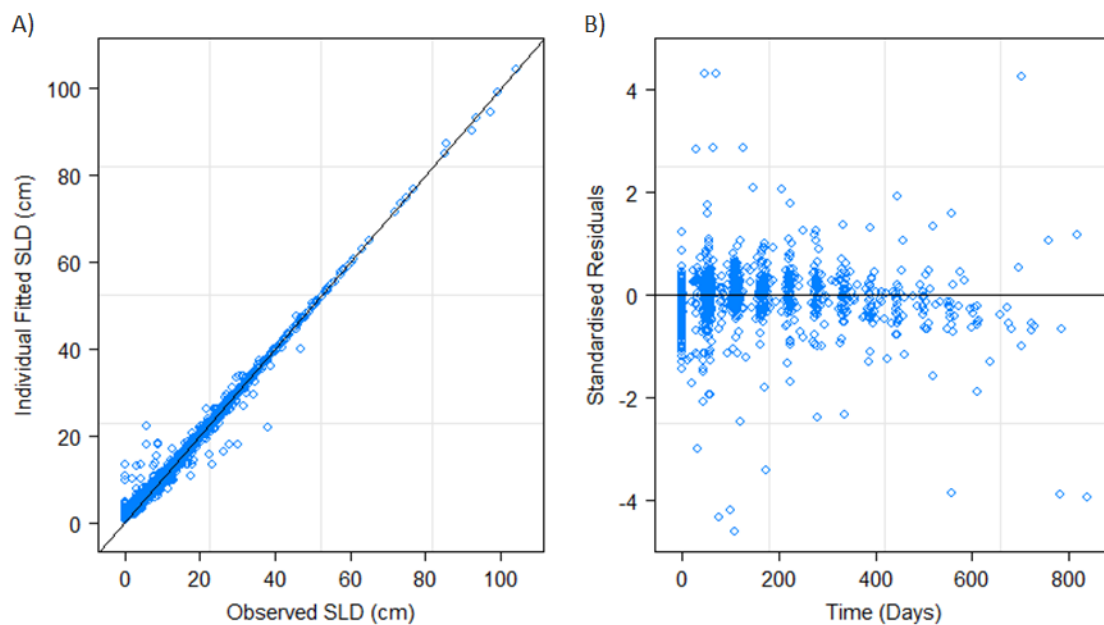 A)
100
80
60
40
20
0
Individual Fitted SLD (cm)
0 20 40 60 80 100
Observed SLD (cm)
B)
4
2
0
-2
-4
Standardised Residuals
0 200 400 600 800
Time (Days)